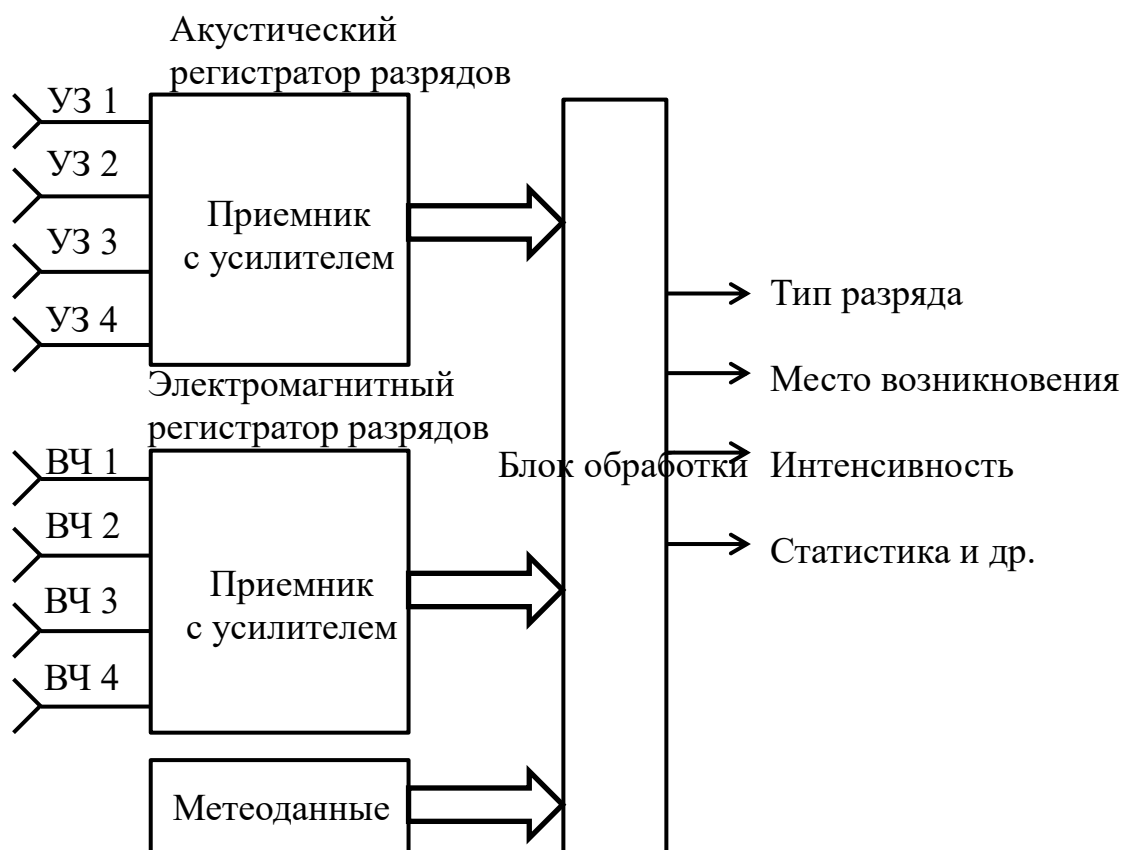 Акустический
регистратор разрядов
УЗ 1
УЗ 2
УЗ 3
УЗ 4
Приемник
с усилителем
Электромагнитный
регистратор разрядов
ВЧ 1
ВЧ 2
ВЧ 3
ВЧ 4
Приемник
с усилителем
Метеоданные
Блок обработки
Тип разряда
Место возникновения
Интенсивность
Статистика и др.